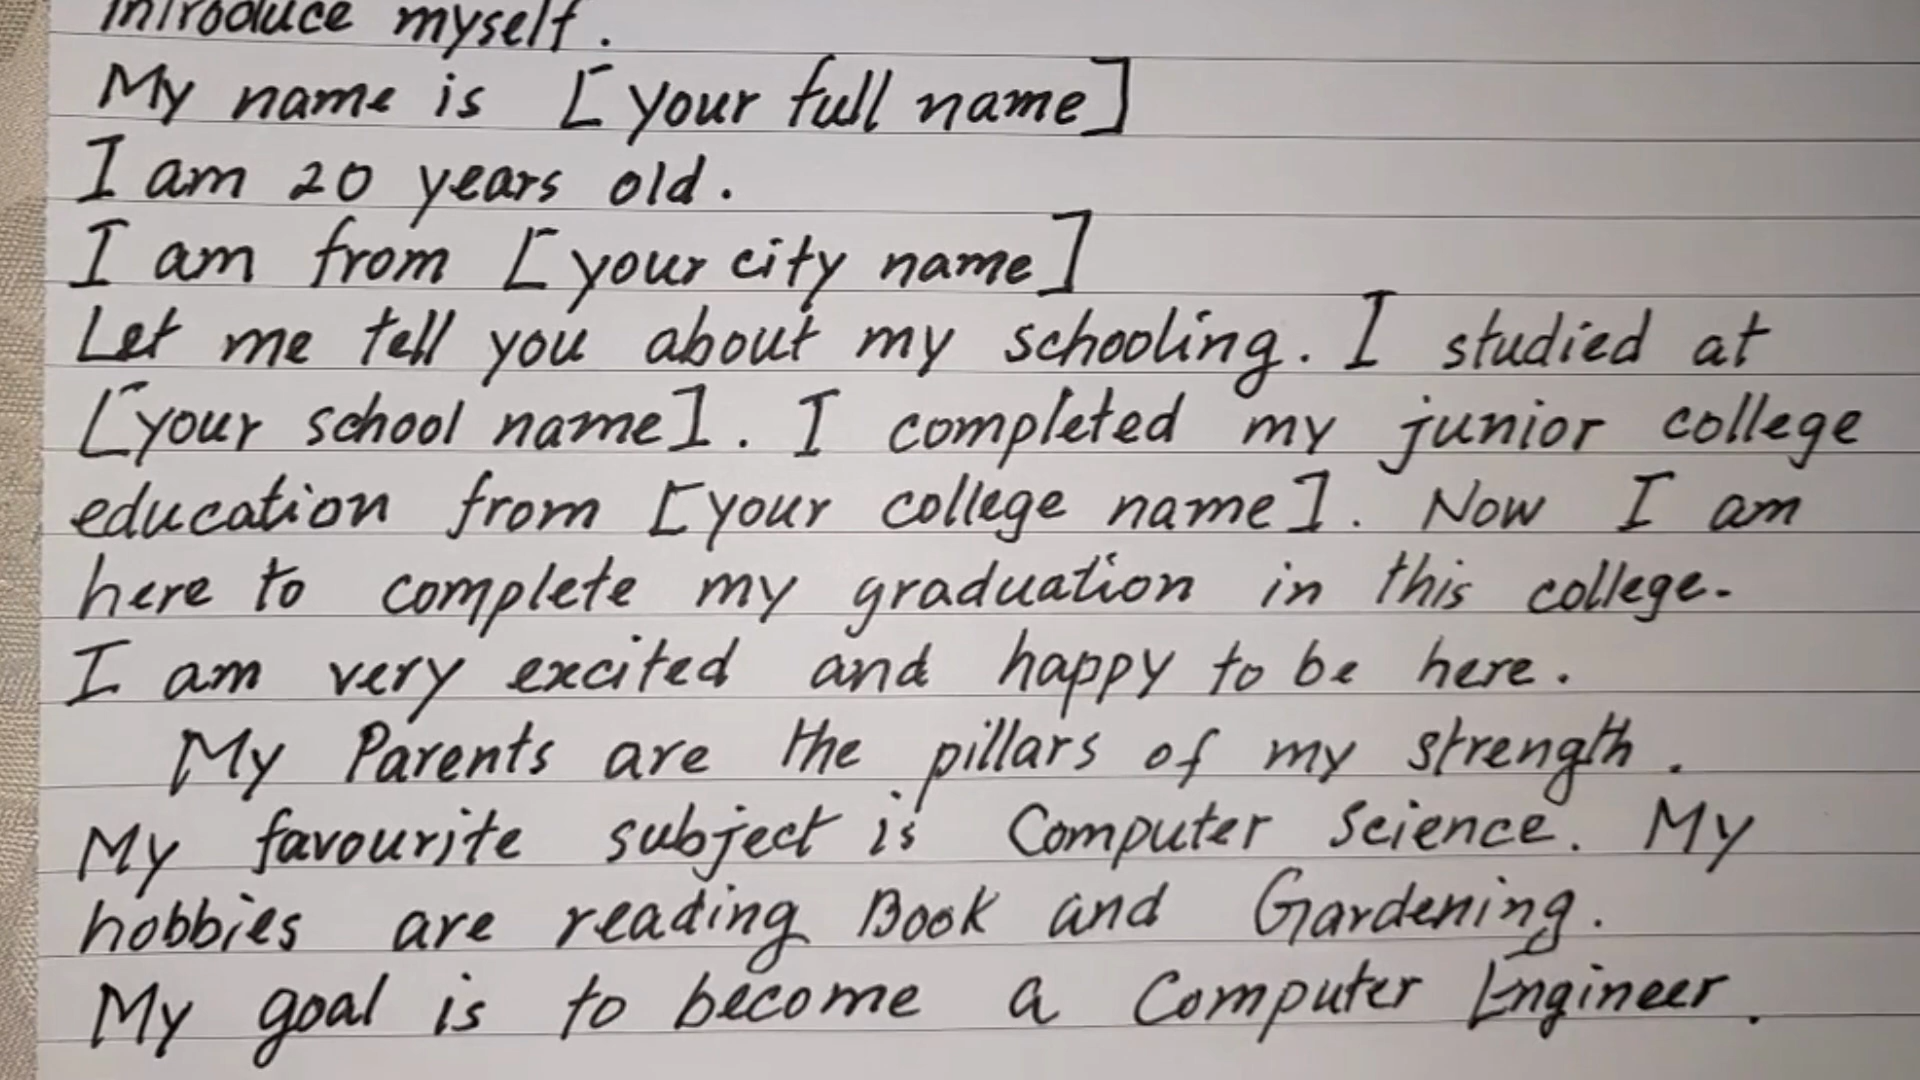 introduce myself.
My name is [your full name]
I am 20 years old.
I am from [your city name]
Let me tell you about my schooling. I studied at
[your school name]. I completed my junior college
education from [your college name]. Now I am
here to complete my graduation in this college.
I am very excited and happy to be here.
My Parents are the pillars of my strength.
My favourite subject is Computer Science. My
hobbies are reading Book and Gardening.
My goal is to become a Computer Engineer.